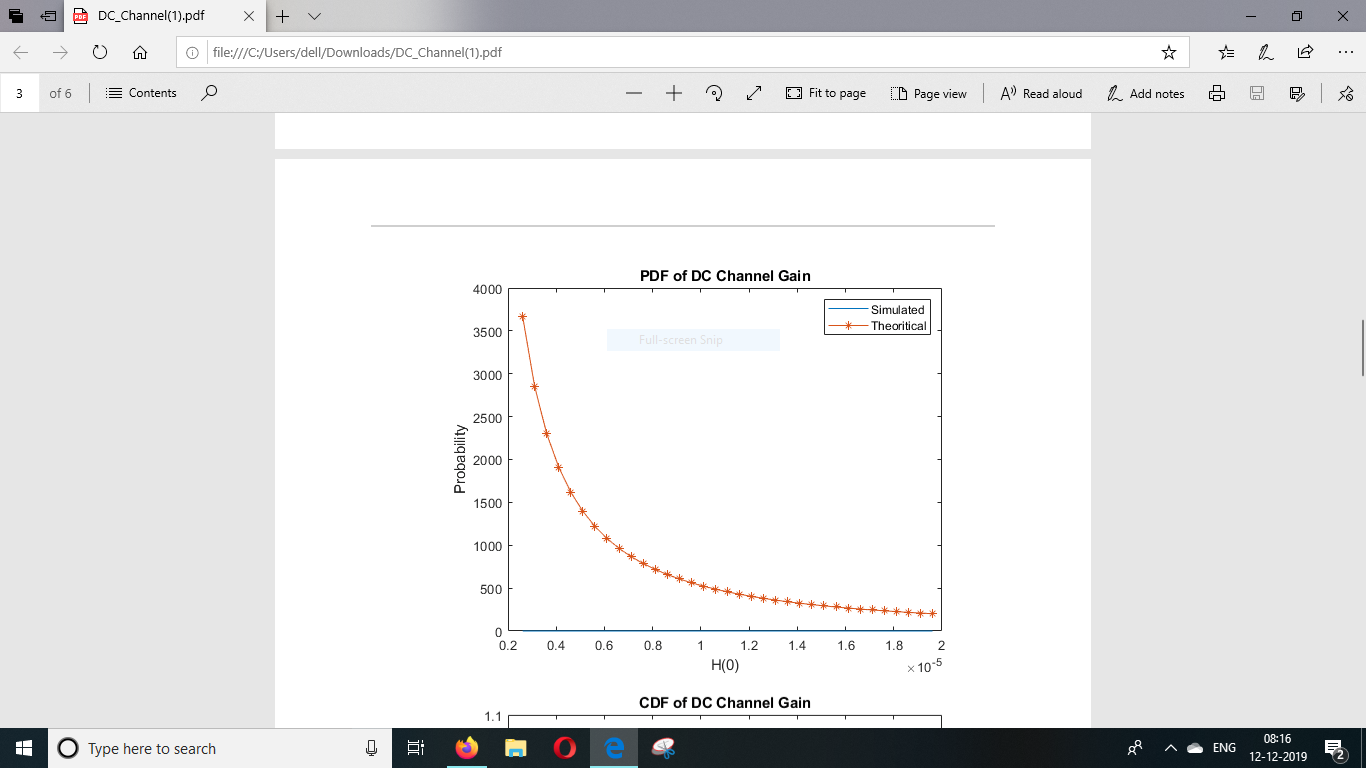 DC_Channel(1).pdf
file:///C:/Users/dell/Downloads/DC_Channel(1).pdf
3 of 6 Contents Fit to page Page view Read aloud Add notes
PDF of DC Channel Gain
4000
3500
3000
2500
2000
1500
1000
500
0
Probability
Simulated
Theoritical
Full-screen Snip
0.2 0.4 0.6 0.8 1 1.2 1.4 1.6 1.8 2
H(0)
×10-5
CDF of DC Channel Gain
1.1
Type here to search
ENG
08:16
12-12-2019
2